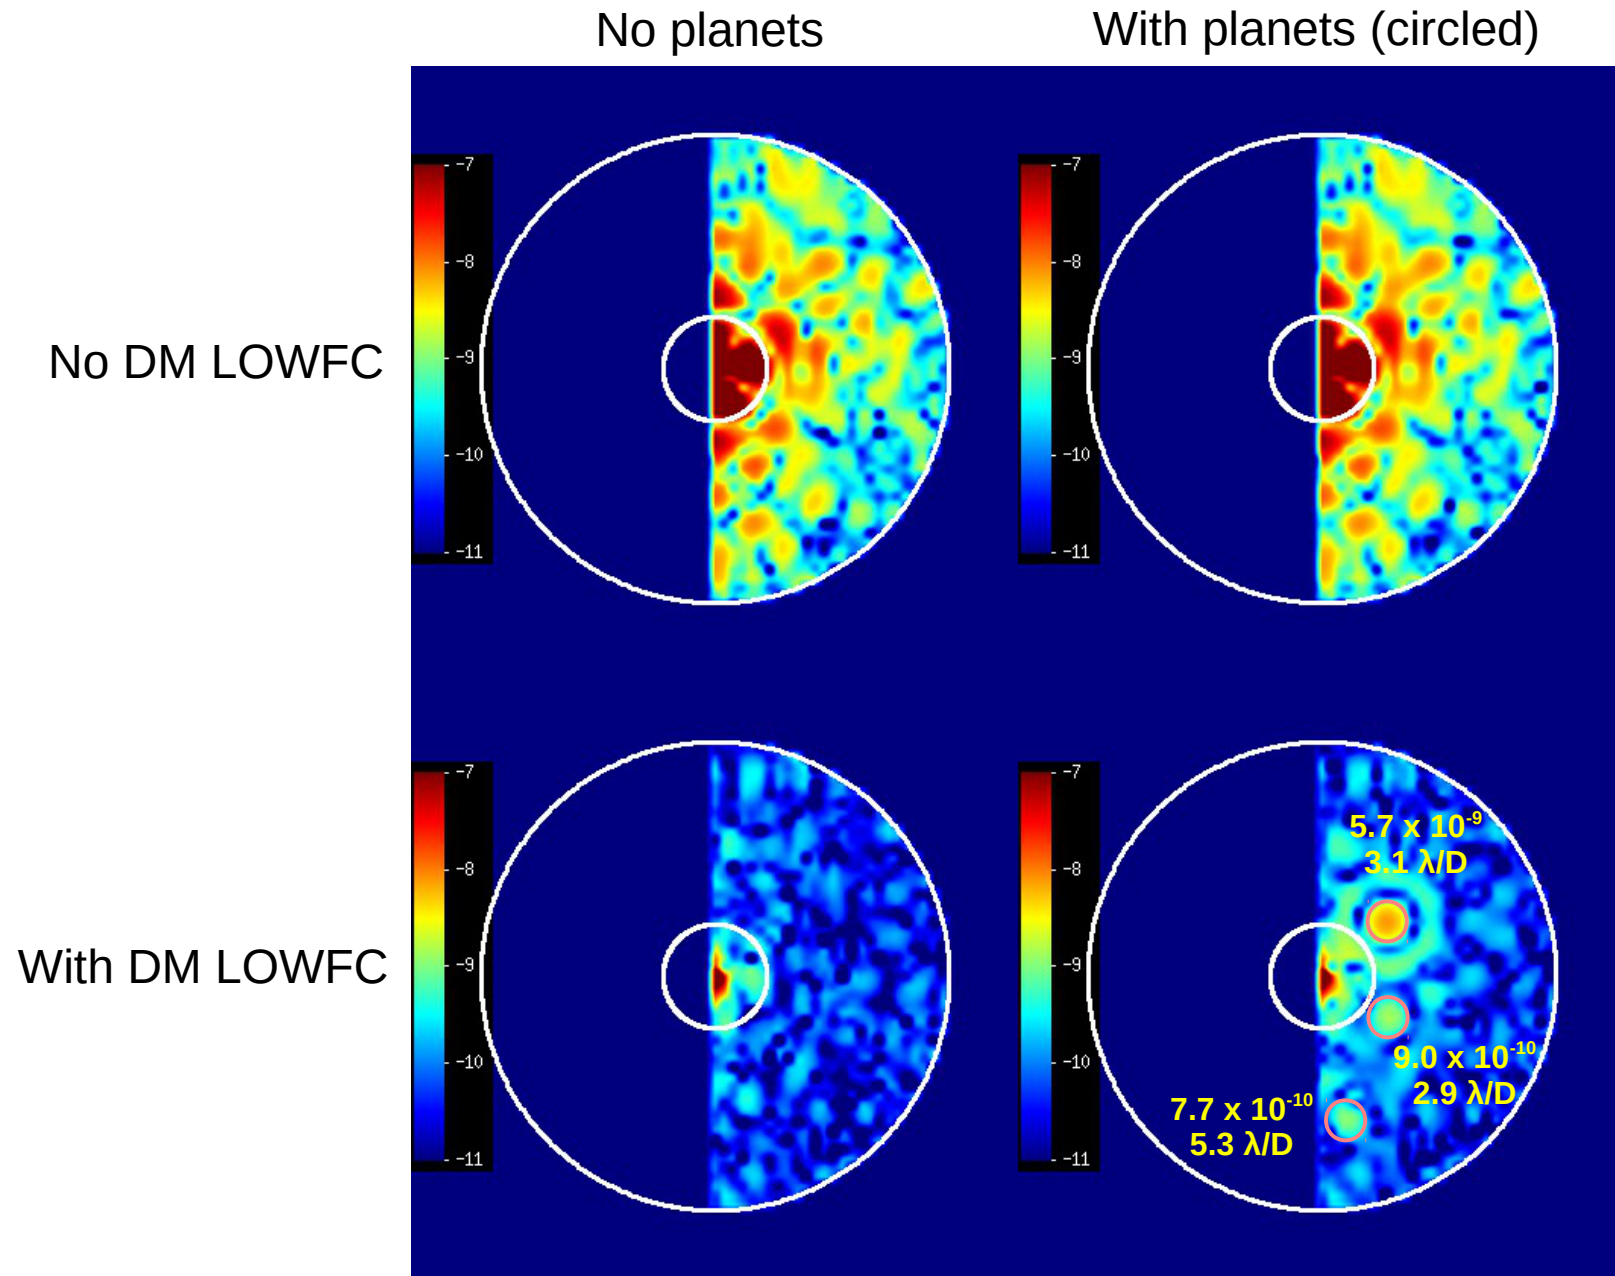 No planets
With planets (circled)
No DM LOWFC
−7
−8
−9
−10
−11
−7
−8
−9
−10
−11
With DM LOWFC
−7
−8
−9
−10
−11
−7
−8
−9
−10
−11
5.7 x 10⁻⁹
3.1 λ/D
9.0 x 10⁻¹⁰
2.9 λ/D
7.7 x 10⁻¹⁰
5.3 λ/D